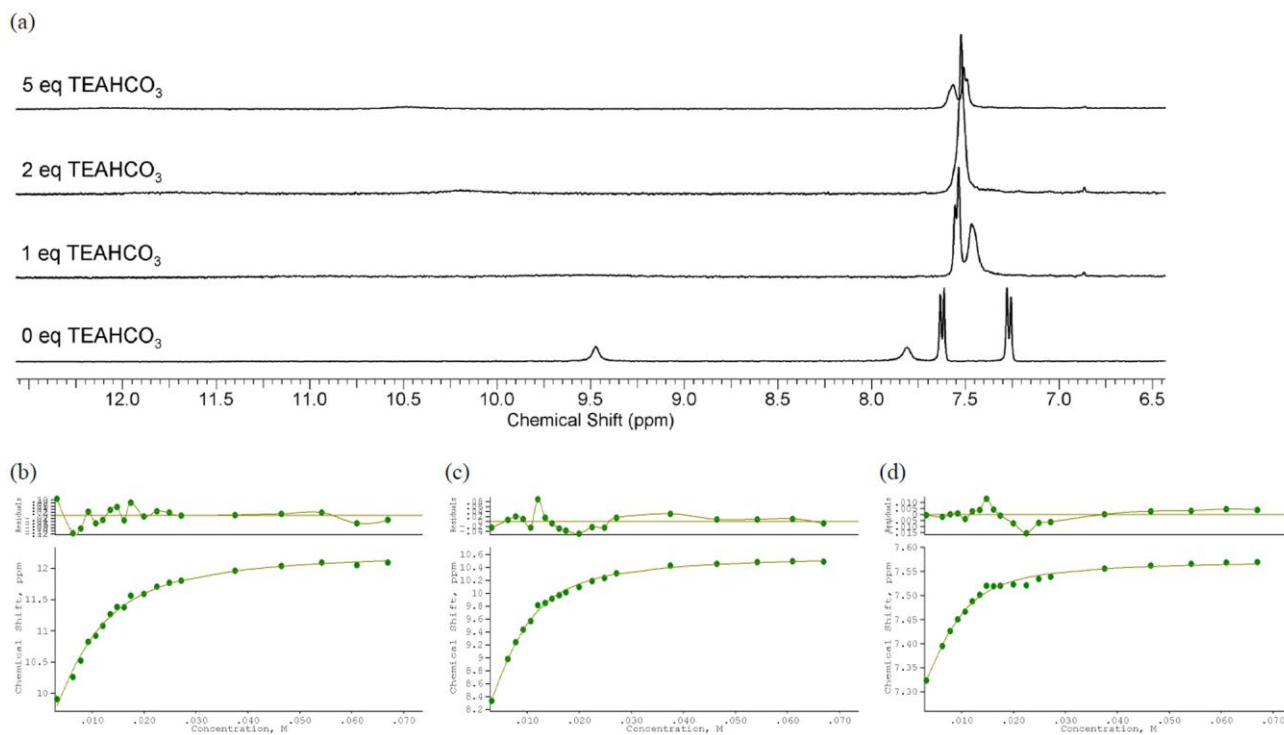 (a)
5 eq TEAHCO3
2 eq TEAHCO3
1 eq TEAHCO3
0 eq TEAHCO3
12.0 11.5 11.0 10.5 10.0 9.5 9.0 8.5 8.0 7.5 7.0 6.5
Chemical Shift (ppm)
(b)
Residuals
Chemical Shift, ppm
12
11.5
11
10.5
10
.010 .020 .030 .040 .050 .060 .070
Concentration, M
(c)
Residuals
Chemical Shift, ppm
10.6
10.4
10.2
10
9.8
9.6
9.4
9.2
9
8.8
8.6
8.4
8.2
.010 .020 .030 .040 .050 .060 .070
Concentration, M
(d)
Residuals
.010
.005
0
.005
.010
.15
Chemical Shift, ppm
7.60
7.55
7.50
7.45
7.40
7.35
7.30
.010 .020 .030 .040 .050 .060 .070
Concentration, M